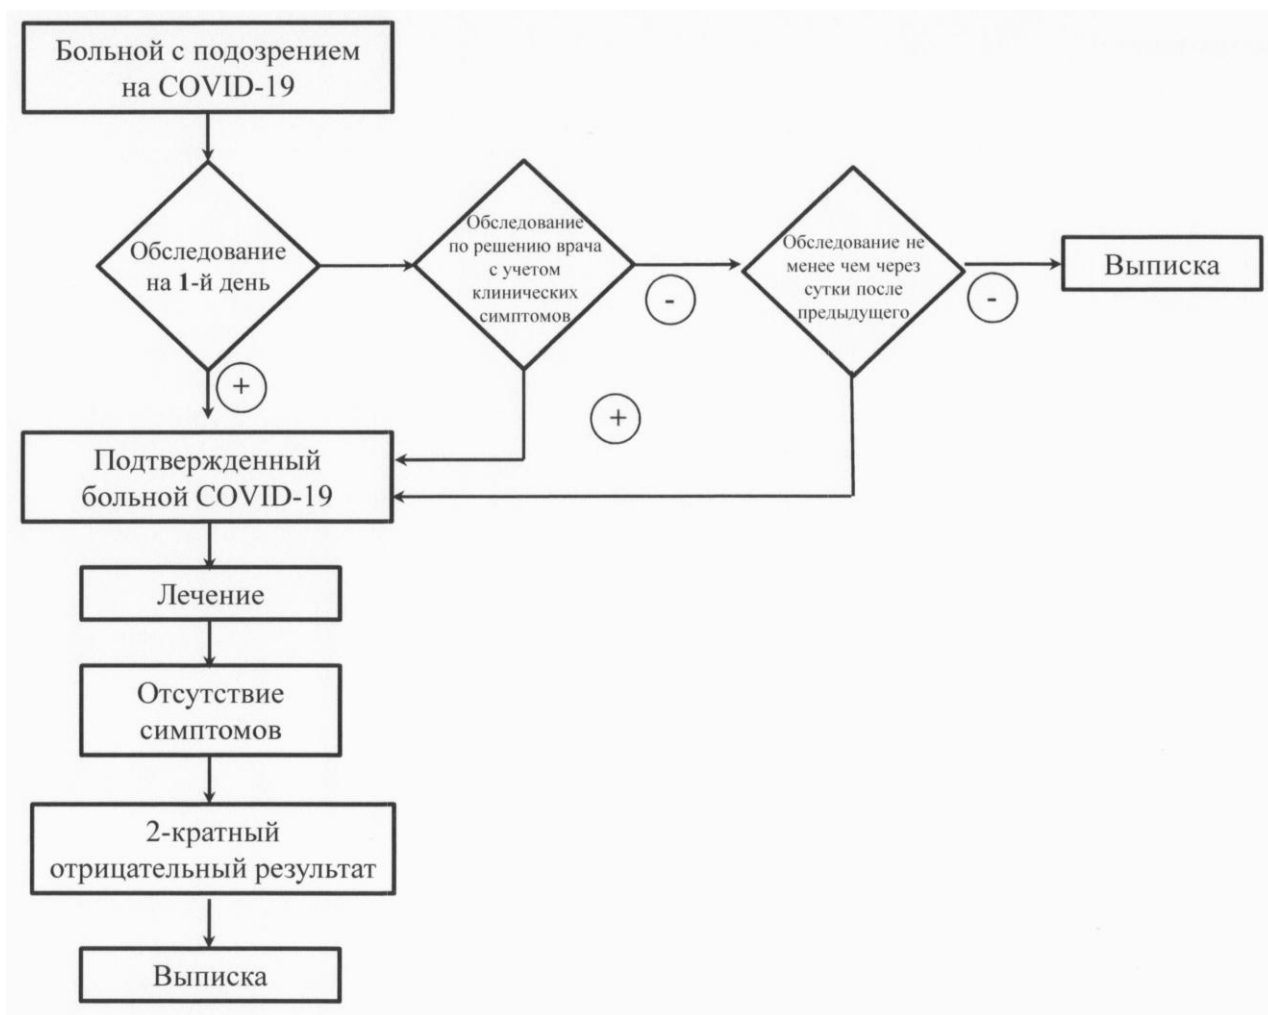 Больной с подозрением
на COVID-19
Обследование
на 1-й день
Обследование
по решению врача
с учетом
клинических
симптомов
-
Обследование не
менее чем через
сутки после
предыдущего
-
Выписка
+
+
Подтвержденный
больной COVID-19
Лечение
Отсутствие
симптомов
2-кратный
отрицательный результат
Выписка